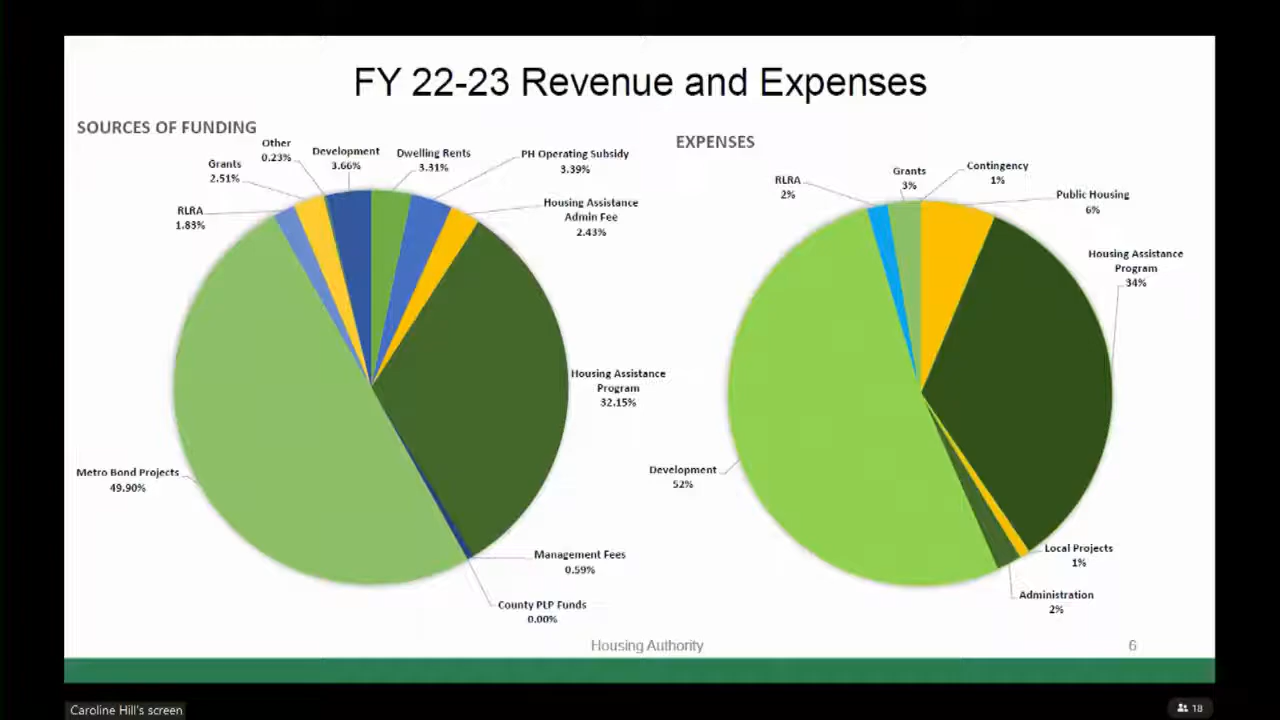 FY 22-23 Revenue and Expenses
SOURCES OF FUNDING
Other
0.23%
Development
3.66%
Dwelling Rents
3.31%
PH Operating Subsidy
3.39%
Grants
2.51%
Housing Assistance
Admin Fee
2.43%
RLRA
1.83%
Housing Assistance
Program
32.15%
Metro Bond Projects
49.90%
Management Fees
0.59%
County PLP Funds
0.00%
EXPENSES
Contingency
1%
Grants
3%
RLRA
2%
Public Housing
6%
Housing Assistance
Program
34%
Development
52%
Local Projects
1%
Administration
2%
Housing Authority
6
Caroline Hill's screen
18